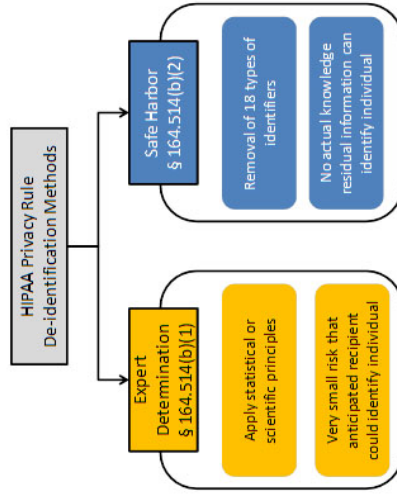 HIPAA Privacy Rule
De-identification Methods
Expert
Determination
§ 164.514(b)(1)
Apply statistical or
scientific principles
Very small risk that
anticipated recipient
could identify individual
Safe Harbor
§ 164.514(b)(2)
Removal of 18 types of
identifiers
No actual knowledge
residual information can
identify individual